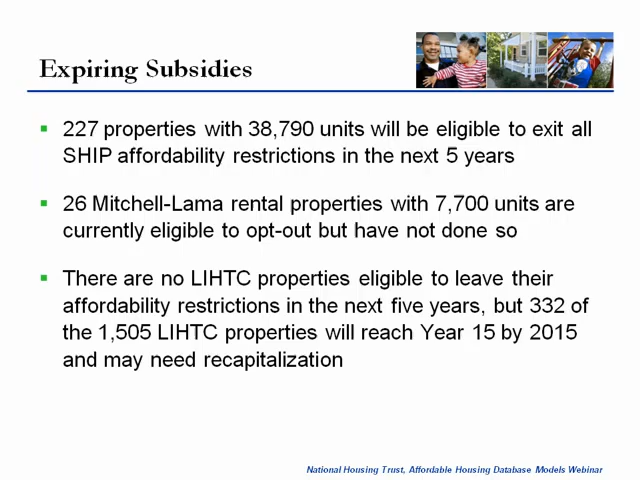 Expiring Subsidies
227 properties with 38,790 units will be eligible to exit all
SHIP affordability restrictions in the next 5 years
26 Mitchell-Lama rental properties with 7,700 units are
currently eligible to opt-out but have not done so
There are no LIHTC properties eligible to leave their
affordability restrictions in the next five years, but 332 of
the 1,505 LIHTC properties will reach Year 15 by 2015
and may need recapitalization
National Housing Trust, Affordable Housing Database Models Webinar